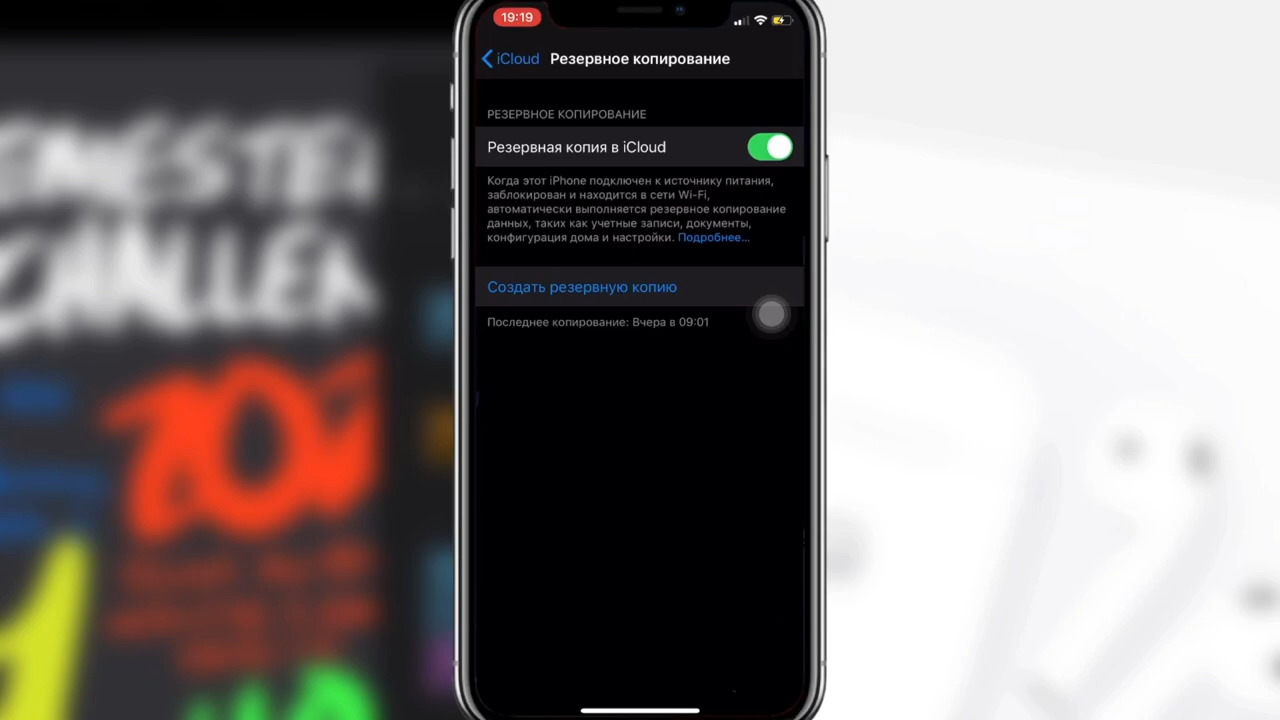 19:19
iCloud Резервное копирование
РЕЗЕРВНОЕ КОПИРОВАНИЕ
Резервная копия в iCloud
Когда этот iPhone подключен к источнику питания,
заблокирован и находится в сети Wi-Fi,
автоматически выполняется резервное копирование
данных, таких как учетные записи, документы,
конфигурация дома и настройки. Подробнее...
Создать резервную копию
Последнее копирование: Вчера в 09:01